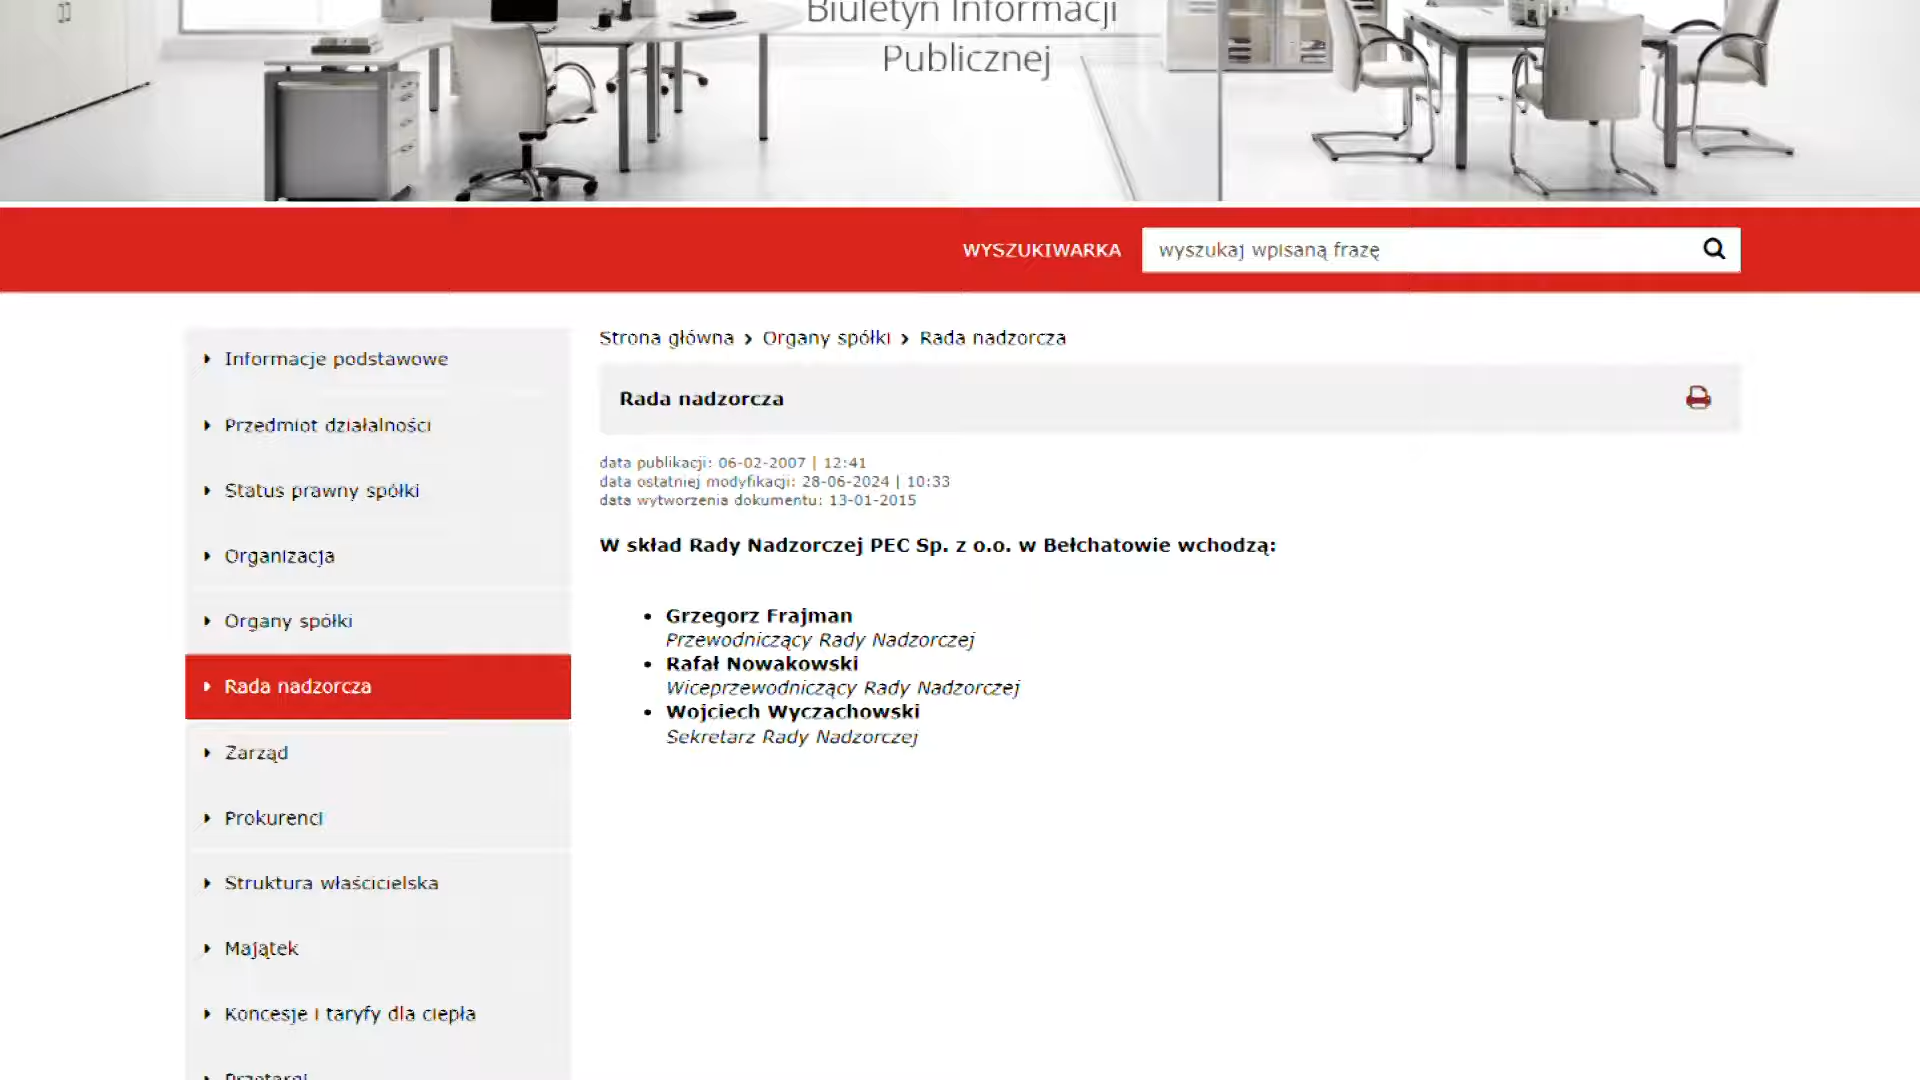 Biuletyn Informacji
Publicznej
WYSZUKIWARKA
wyszukaj wpisaną frazę
Strona główna › Organy spółki › Rada nadzorcza
Informacje podstawowe
Przedmiot działalności
Status prawny spółki
Organizacja
Organy spółki
Rada nadzorcza
Zarząd
Prokurenci
Struktura właścicielska
Majątek
Koncesje i taryfy dla ciepła
Przetargi
Rada nadzorcza
data publikacji: 06-02-2007 | 12:41
data ostatniej modyfikacji: 28-06-2024 | 10:33
data wytworzenia dokumentu: 13-01-2015
W skład Rady Nadzorczej PEC Sp. z o.o. w Bełchatowie wchodzą:
• Grzegorz Frajman
Przewodniczący Rady Nadzorczej
• Rafał Nowakowski
Wiceprzewodniczący Rady Nadzorczej
• Wojciech Wyczachowski
Sekretarz Rady Nadzorczej